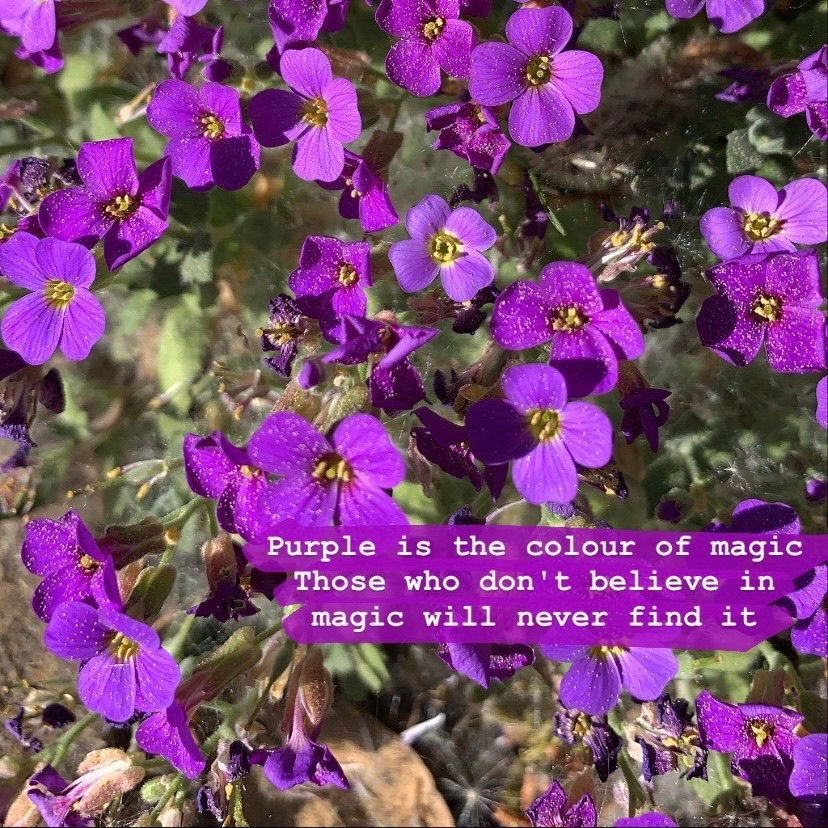 Purple is the colour of magic
Those who don't believe in
magic will never find it